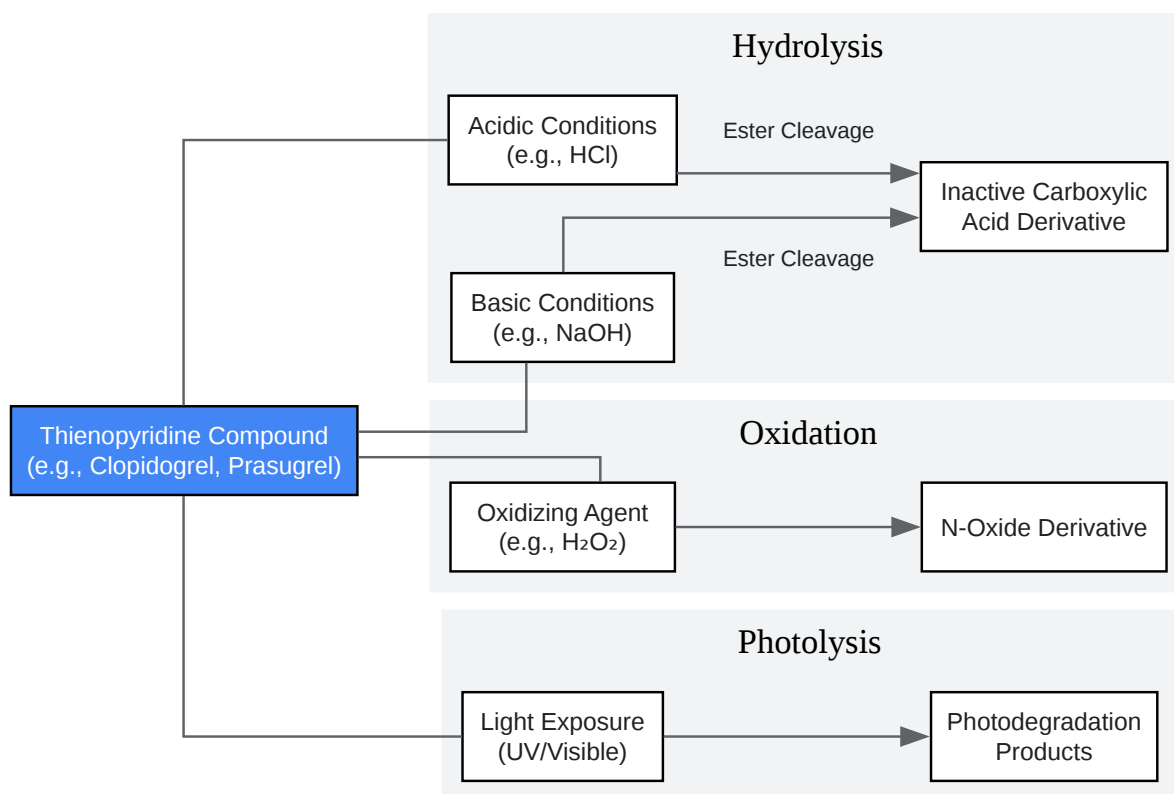 Hydrolysis
Acidic Conditions
(e.g., HCl)
Ester Cleavage
Inactive Carboxylic
Acid Derivative
Ester Cleavage
Basic Conditions
(e.g., NaOH)
Thienopyridine Compound
(e.g., Clopidogrel, Prasugrel)
Oxidation
Oxidizing Agent
(e.g., H₂O₂)
N-Oxide Derivative
Photolysis
Light Exposure
(UV/Visible)
Photodegradation
Products